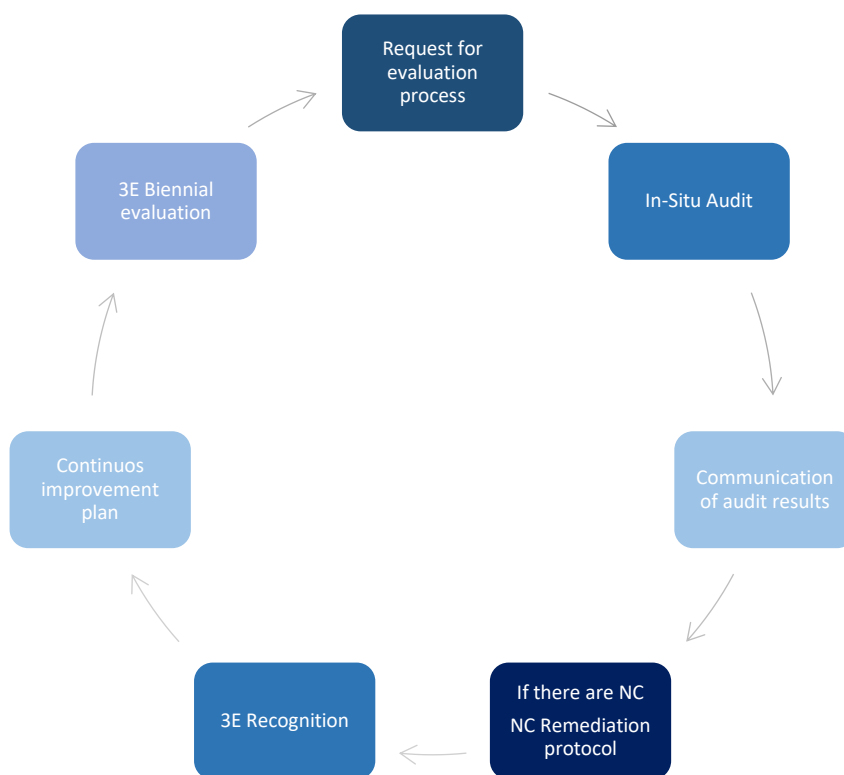 Request for
evaluation
process
In-Situ Audit
Communication
of audit results
If there are NC
NC Remediation
protocol
3E Recognition
Continuos
improvement
plan
3E Biennial
evaluation